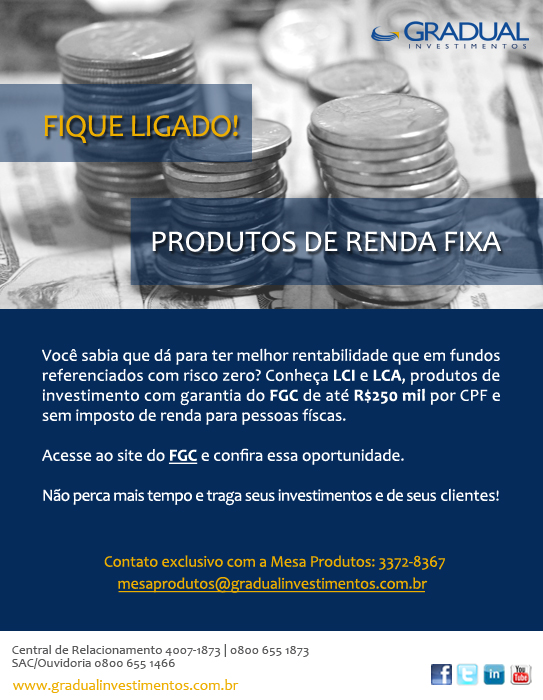 GRADUAL
INVESTIMENTOS
FIQUE LIGADO!
PRODUTOS DE RENDA FIXA
Você sabia que dá para ter melhor rentabilidade que em fundos
referenciados com risco zero? Conheça LCI e LCA, produtos de
investimento com garantia do FGC de até R$250 mil por CPF e
sem imposto de renda para pessoas físcas.
Acesse ao site do FGC e confira essa oportunidade.
Não perca mais tempo e traga seus investimentos e de seus clientes!
Contato exclusivo com a Mesa Produtos: 3372-8367
mesaprodutos@gradualinvestimentos.com.br
Central de Relacionamento 4007-1873 | 0800 655 1873
SAC/Ouvidoria 0800 655 1466
www.gradualinvestimentos.com.br
f t in You Tube